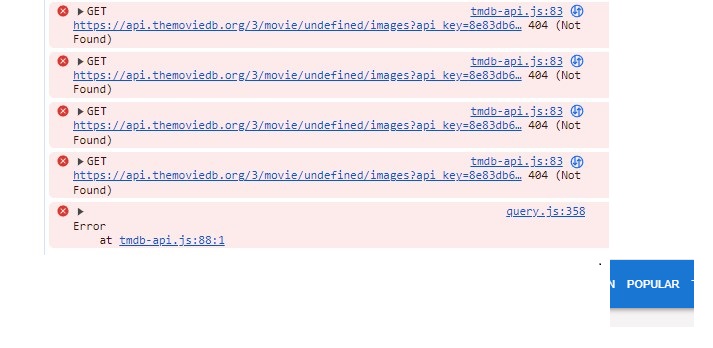 GET tmdb-api.js:83
https://api.themoviedb.org/3/movie/undefined/images?api_key=8e83db6… 404 (Not
Found)
GET tmdb-api.js:83
https://api.themoviedb.org/3/movie/undefined/images?api_key=8e83db6… 404 (Not
Found)
GET tmdb-api.js:83
https://api.themoviedb.org/3/movie/undefined/images?api_key=8e83db6… 404 (Not
Found)
GET tmdb-api.js:83
https://api.themoviedb.org/3/movie/undefined/images?api_key=8e83db6… 404 (Not
Found)
query.js:358
Error
at tmdb-api.js:88:1
N POPULAR